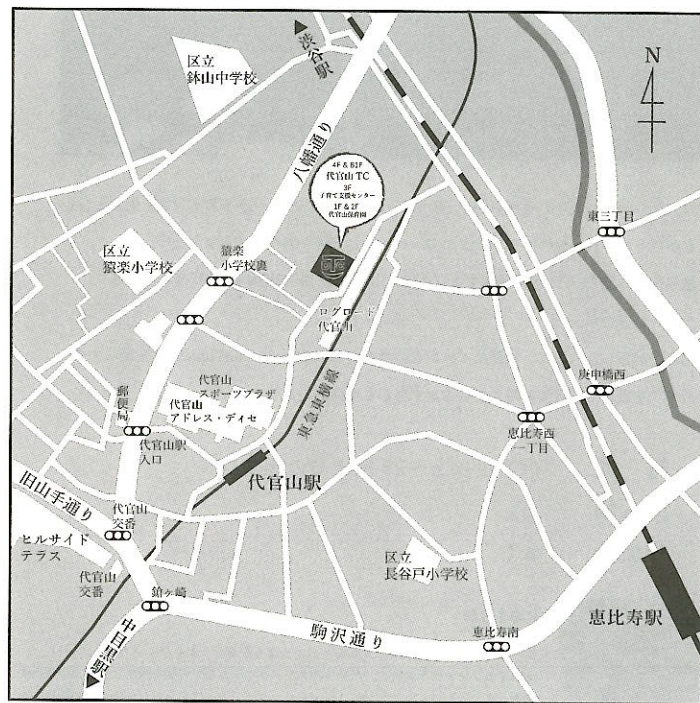 渋谷駅
区立
鉢山中学校
N
八幡通り
4F & B1F
代官山 TC
3F
子育て支援センター
1F & 2F
代官山保育園
東三丁目
猿楽
小学校裏
区立
猿楽小学校
ログロード
代官山
代官山
スポーツプラザ
東急東横線
庚申橋西
郵便局
代官山
アドレス・ディセ
恵比寿西
一丁目
代官山駅
入口
代官山駅
旧山手通り
代官山
交番
ヒルサイド
テラス
区立
長谷戸小学校
代官山
交番
鎗ヶ崎
恵比寿駅
駒沢通り
恵比寿南
中目黒駅